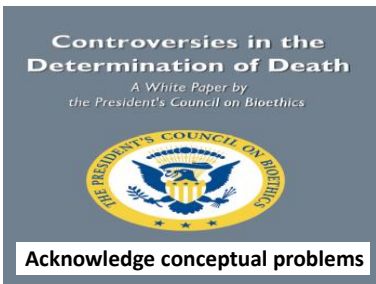 Controversies in the
Determination of Death
A White Paper by
the President's Council on Bioethics
THE PRESIDENT'S COUNCIL ON BIOETHICS
Acknowledge conceptual problems